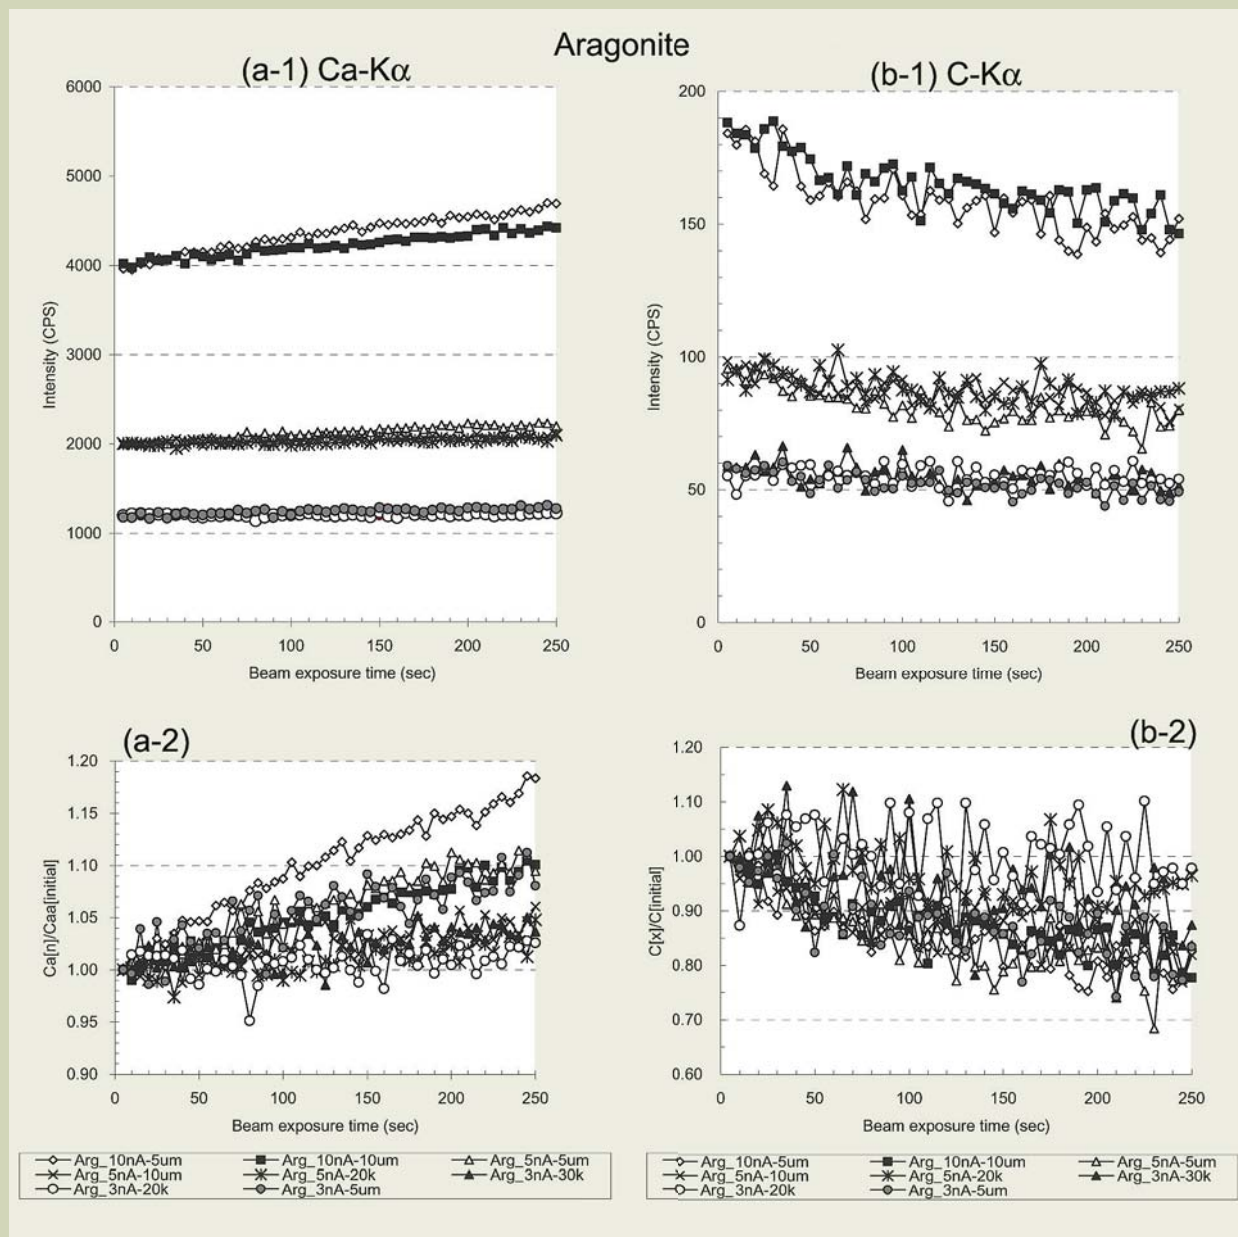 Aragonite
(a-1) Ca-Kα
6000
5000
4000
3000
2000
1000
0
Intensity (CPS)
0 50 100 150 200 250
Beam exposure time (sec)
(b-1) C-Kα
200
150
100
50
0
Intensity (CPS)
0 50 100 150 200 250
Beam exposure time (sec)
(a-2)
1.20
1.15
1.10
1.05
1.00
0.95
0.90
Ca[n]/Caa[initial]
0 50 100 150 200 250
Beam exposure time (sec)
(b-2)
1.20
1.10
1.00
0.90
0.80
0.70
0.60
C[x]/C[initial]
0 50 100 150 200 250
Beam exposure time (sec)
Arg_10nA-5um Arg_10nA-10um Arg_5nA-5um
Arg_5nA-10um Arg_5nA-20k Arg_3nA-30k
Arg_3nA-20k Arg_3nA-5um
Arg_10nA-5um Arg_10nA-10um Arg_5nA-5um
Arg_5nA-10um Arg_5nA-20k Arg_3nA-30k
Arg_3nA-20k Arg_3nA-5um